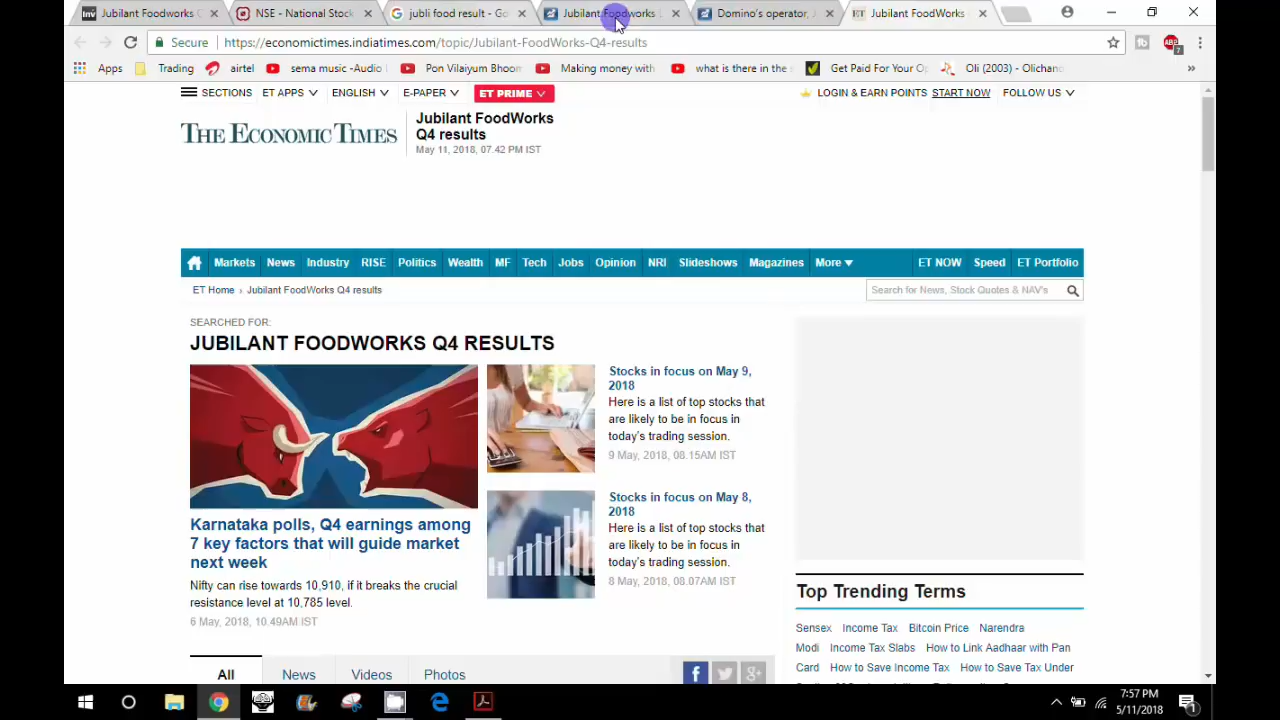 Inv Jubilant Foodworks C
NSE - National Stock
jubli food result - Go
Jubilant Foodworks L
Domino's operator, J
ET Jubilant FoodWorks
Secure https://economictimes.indiatimes.com/topic/Jubilant-FoodWorks-Q4-results
ABP 7
Apps Trading airtel sema music -Audio Pon Vilaiyum Bhoom Making money with what is there in the Get Paid For Your Op Oli (2003) - Olichand »
SECTIONS ET APPS ENGLISH E-PAPER ET PRIME LOGIN & EARN POINTS START NOW FOLLOW US
THE ECONOMIC TIMES
Jubilant FoodWorks
Q4 results
May 11, 2018, 07.42 PM IST
Markets News Industry RISE Politics Wealth MF Tech Jobs Opinion NRI Slideshows Magazines More ET NOW Speed ET Portfolio
ET Home › Jubilant FoodWorks Q4 results
Search for News, Stock Quotes & NAV's
SEARCHED FOR:
JUBILANT FOODWORKS Q4 RESULTS
Karnataka polls, Q4 earnings among
7 key factors that will guide market
next week
Nifty can rise towards 10,910, if it breaks the crucial
resistance level at 10,785 level.
6 May, 2018, 10.49AM IST
Stocks in focus on May 9,
2018
Here is a list of top stocks
that are likely to be in focus in
today's trading session.
9 May, 2018, 08.15AM IST
Stocks in focus on May 8,
2018
Here is a list of top stocks
that are likely to be in focus in
today's trading session.
8 May, 2018, 08.07AM IST
Top Trending Terms
Sensex Income Tax Bitcoin Price Narendra
Modi Income Tax Slabs How to Link Aadhaar with Pan
Card How to Save Income Tax How to Save Tax Under
All News Videos Photos
7:57 PM
5/11/2018
1